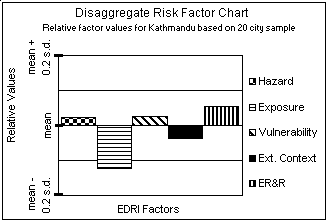 Disaggregate Risk Factor Chart
Relative factor values for Kathmandu based on 20 city sample
Relative Values
mean +
0.2 s.d.
mean
mean -
0.2 s.d.
EDRI Factors
Hazard
Exposure
Vulnerability
Ext. Context
ER&R